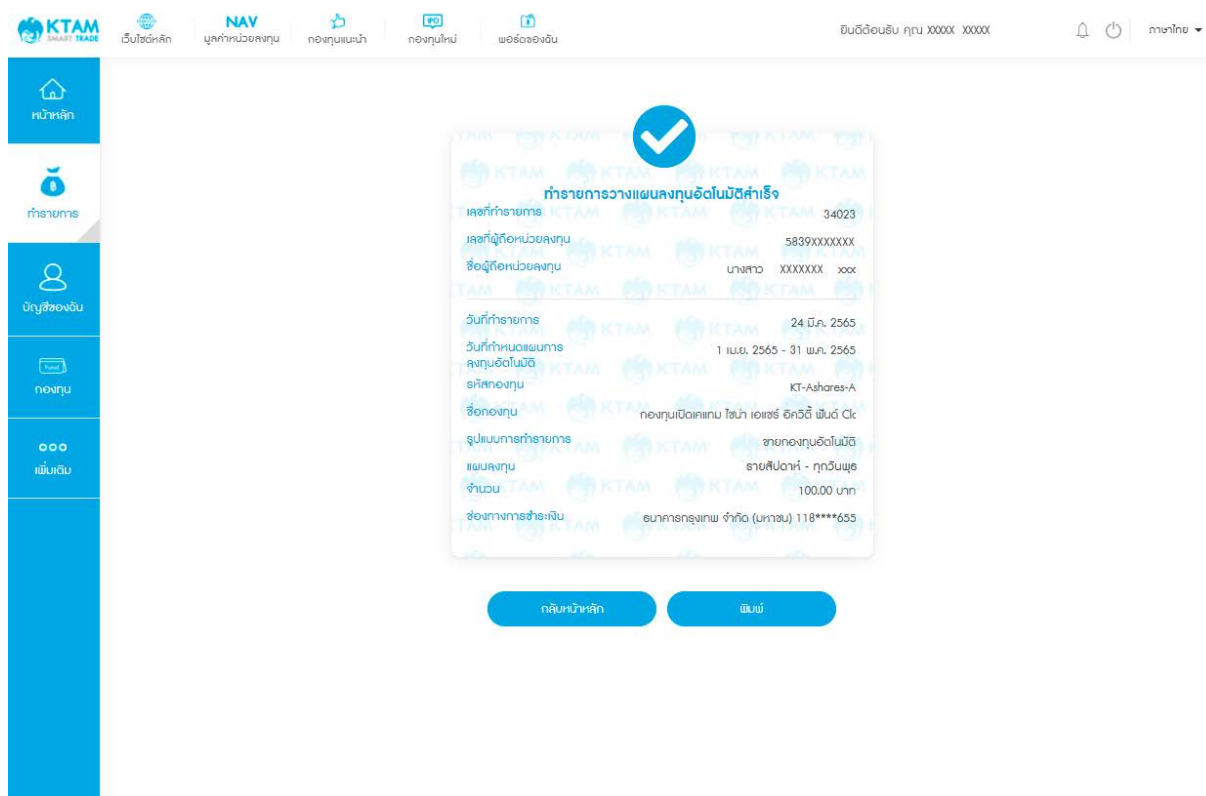 KTAM
SMART TRADE
เว็บไซต์หลัก
NAV
มูลค่าหน่วยลงทุน
กองทุนแนะนำ
IPO
กองทุนใหม่
พอร์ตของฉัน
ยินดีต้อนรับ คุณ XXXXX XXXXX
ภาษาไทย
หน้าหลัก
ทำรายการ
บัญชีของฉัน
Fund
กองทุน
เพิ่มเติม
ทำรายการวางแผนลงทุนอัตโนมัติสำเร็จ
เลขที่ทำรายการ 34023
เลขที่ผู้ถือหน่วยลงทุน 5839XXXXXXX
ชื่อผู้ถือหน่วยลงทุน นางสาว XXXXXXX xxx
วันที่ทำรายการ 24 มี.ค. 2565
วันที่กำหนดแผนการ 1 เม.ย. 2565 - 31 พ.ค. 2565
ลงทุนอัตโนมัติ
รหัสกองทุน KT-Ashares-A
ชื่อกองทุน กองทุนเปิดเคแทม ไชน่า เอแชร์ อิควิตี้ ฟันด์ Clc
รูปแบบการทำรายการ ขายกองทุนอัตโนมัติ
แผนลงทุน รายสัปดาห์ - ทุกวันพุธ
จำนวน 100.00 บาท
ช่องทางการชำระเงิน ธนาคารกรุงเทพ จำกัด (มหาชน) 118****655
กลับหน้าหลัก
พิมพ์